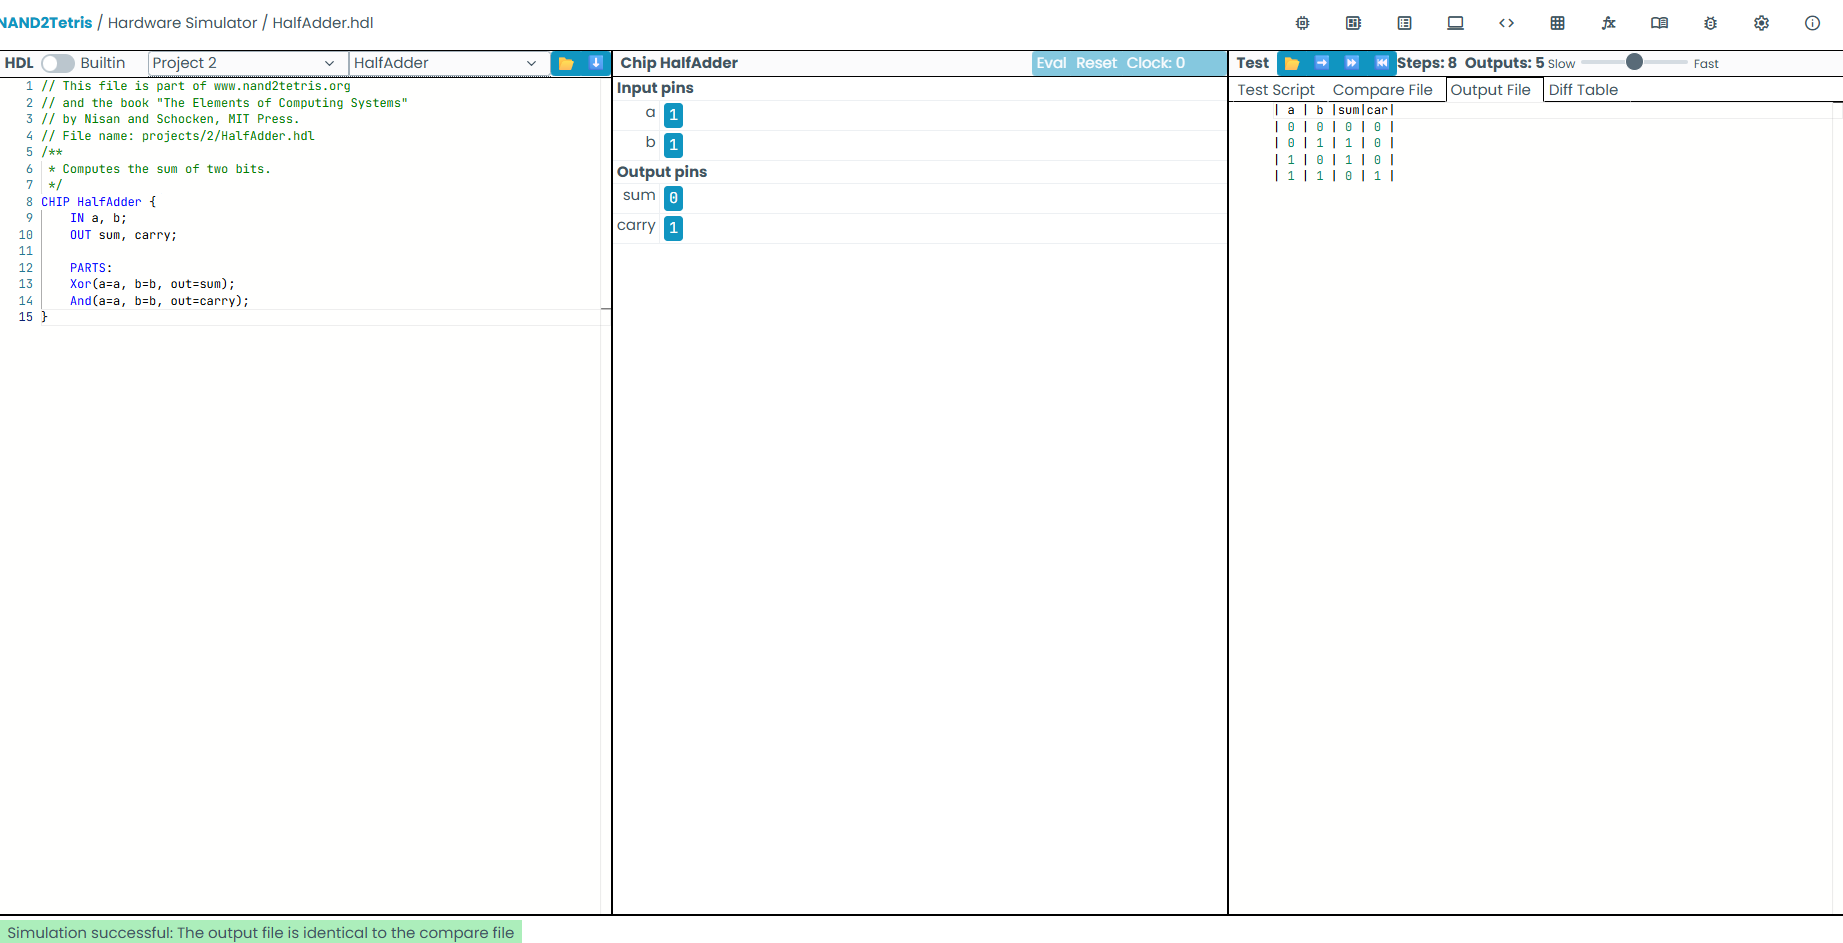 NAND2Tetris / Hardware Simulator / HalfAdder.hdl
HDL Builtin Project 2 HalfAdder
1 // This file is part of www.nand2tetris.org
2 // and the book "The Elements of Computing Systems"
3 // by Nisan and Schocken, MIT Press.
4 // File name: projects/2/HalfAdder.hdl
5 /**
6 * Computes the sum of two bits.
7 */
8 CHIP HalfAdder {
9 IN a, b;
10 OUT sum, carry;
11
12 PARTS:
13 Xor(a=a, b=b, out=sum);
14 And(a=a, b=b, out=carry);
15 }
Chip HalfAdder Eval Reset Clock: 0
Input pins
a 1
b 1
Output pins
sum 0
carry 1
Test Steps: 8 Outputs: 5 Slow Fast
Test Script Compare File Output File Diff Table
| a | b |sum|car|
| 0 | 0 | 0 | 0 |
| 0 | 1 | 1 | 0 |
| 1 | 0 | 1 | 0 |
| 1 | 1 | 0 | 1 |
Simulation successful: The output file is identical to the compare file